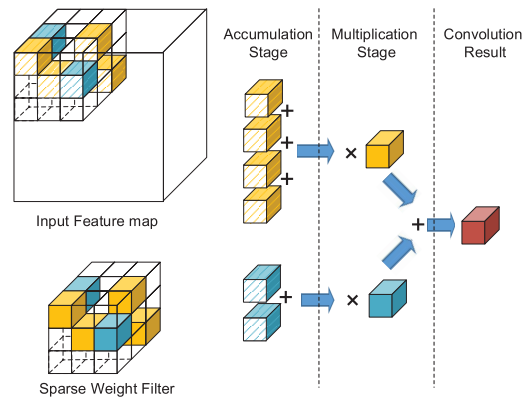 Accumulation
Stage
Multiplication
Stage
Convolution
Result
+
+
+
×
+
Input Feature map
+
×
Sparse Weight Filter